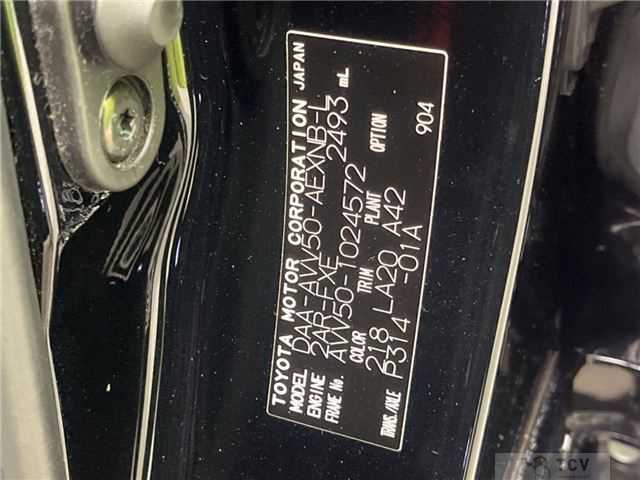 TOYOTA MOTOR CORPORATION JAPAN
MODEL DAA-AVV50-AEXNB-L
ENGINE 2AR-FXE 2493 mL
FRAME No. AVV50-1024572
COLOR TRIM PLANT OPTION
218 LA20 A42
TRANS./AXLE P314 -01A 904
TCV